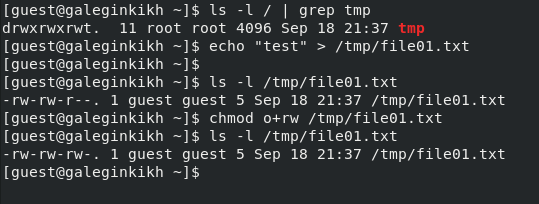 [guest@galeginkikh ~]$ ls -l / | grep tmp
drwxrwxrwt.  11 root root 4096 Sep 18 21:37 tmp
[guest@galeginkikh ~]$ echo "test" > /tmp/file01.txt
[guest@galeginkikh ~]$
[guest@galeginkikh ~]$ ls -l /tmp/file01.txt
-rw-rw-r--. 1 guest guest 5 Sep 18 21:37 /tmp/file01.txt
[guest@galeginkikh ~]$ chmod o+rw /tmp/file01.txt
[guest@galeginkikh ~]$ ls -l /tmp/file01.txt
-rw-rw-rw-. 1 guest guest 5 Sep 18 21:37 /tmp/file01.txt
[guest@galeginkikh ~]$